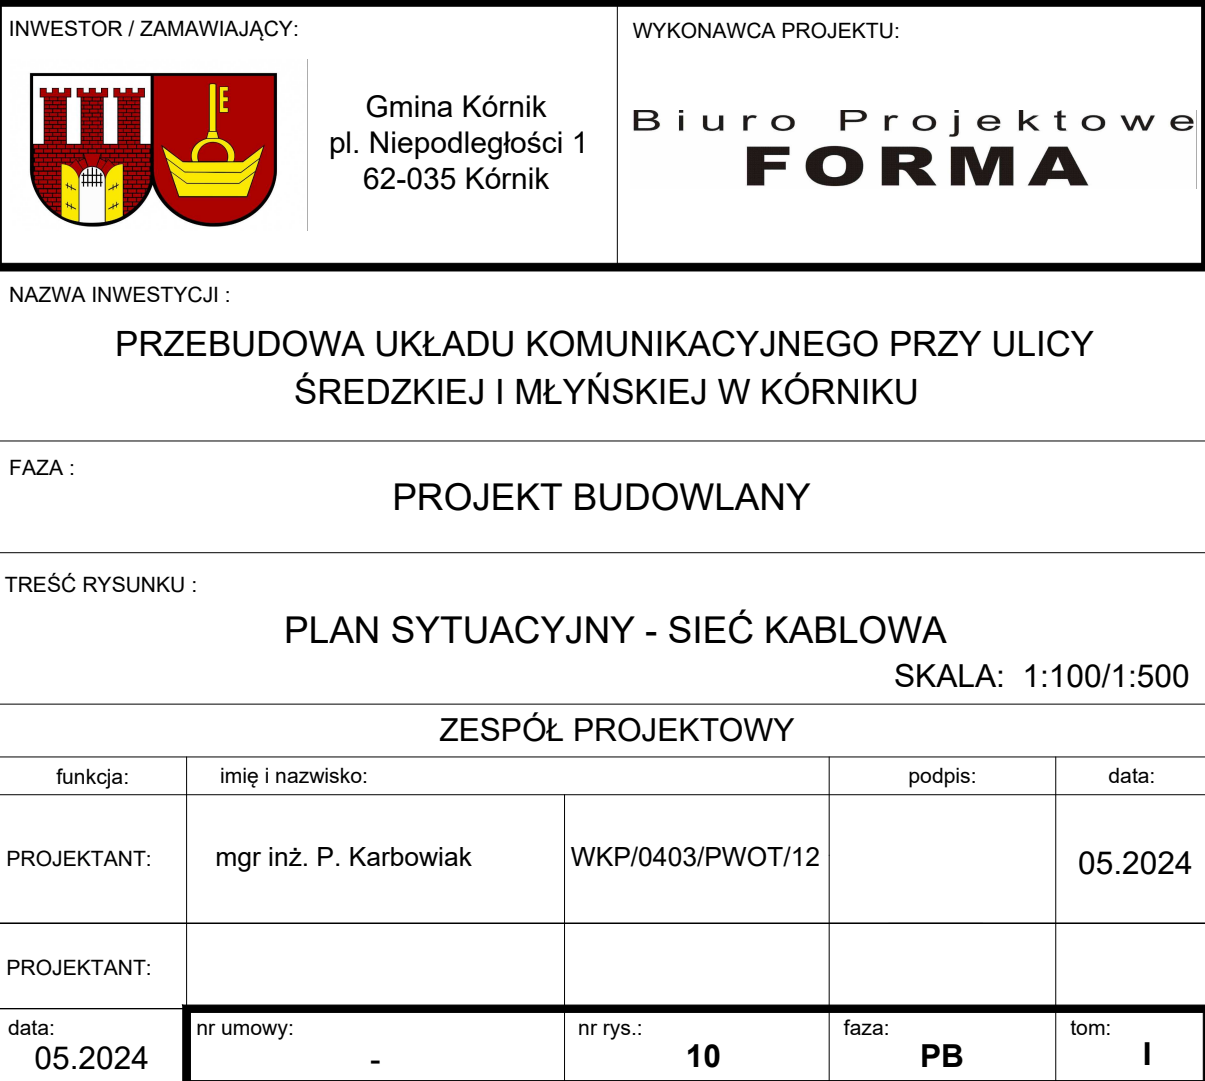 INWESTOR / ZAMAWIAJĄCY:
Gmina Kórnik
pl. Niepodległości 1
62-035 Kórnik
WYKONAWCA PROJEKTU:
Biuro Projektowe
FORMA
NAZWA INWESTYCJI :
PRZEBUDOWA UKŁADU KOMUNIKACYJNEGO PRZY ULICY
ŚREDZKIEJ I MŁYŃSKIEJ W KÓRNIKU
FAZA :
PROJEKT BUDOWLANY
TREŚĆ RYSUNKU :
PLAN SYTUACYJNY - SIEĆ KABLOWA
SKALA: 1:100/1:500
ZESPÓŁ PROJEKTOWY
funkcja: imię i nazwisko: podpis: data:
PROJEKTANT: mgr inż. P. Karbowiak WKP/0403/PWOT/12 05.2024
PROJEKTANT:
data: nr umowy: nr rys.: faza: tom:
05.2024 - 10 PB I